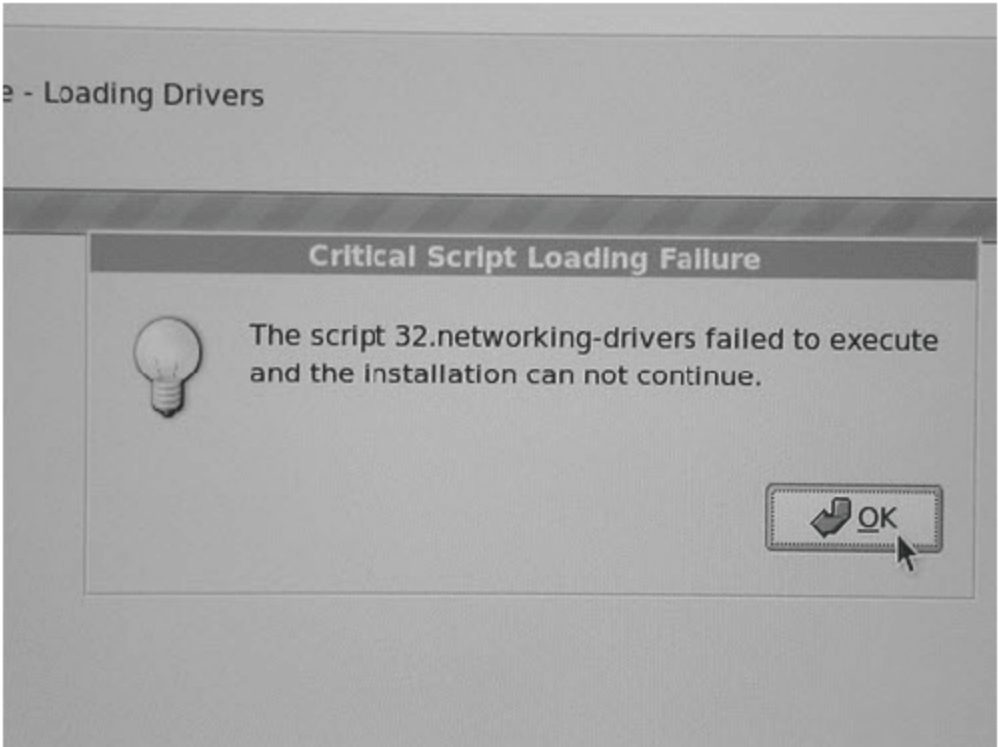 e - Loading Drivers
Critical Script Loading Failure
The script 32.networking-drivers failed to execute
and the installation can not continue.
OK